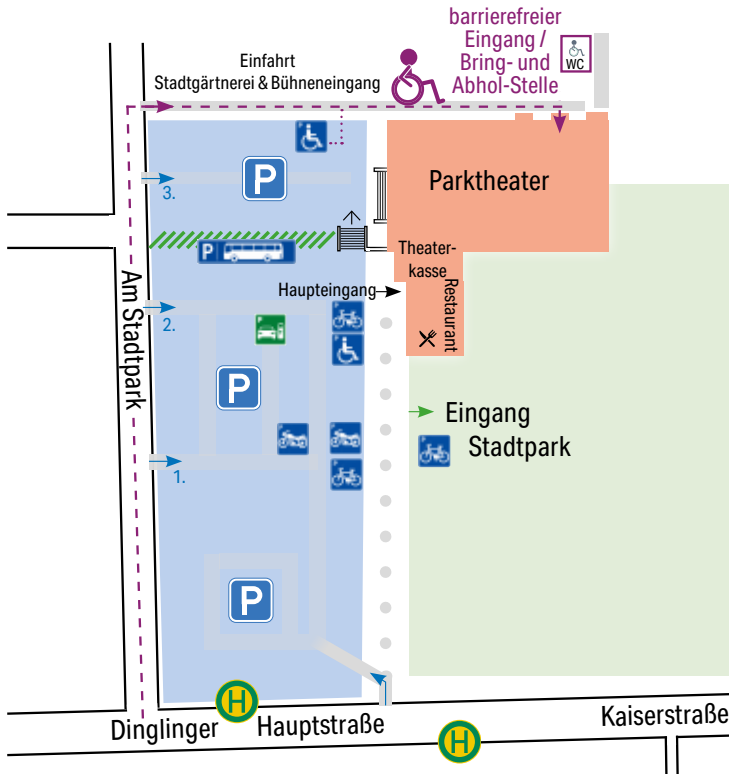 barrierefreier
Eingang /
Bring- und
Abhol-Stelle
WC
Einfahrt
Stadtgärtnerei & Bühneneingang
P
3.
Parktheater
P
Theater-
kasse
Haupteingang
Restaurant
Am Stadtpark
2.
P
Eingang
Stadtpark
1.
P
H
Dinglinger Hauptstraße
Kaiserstraße
H